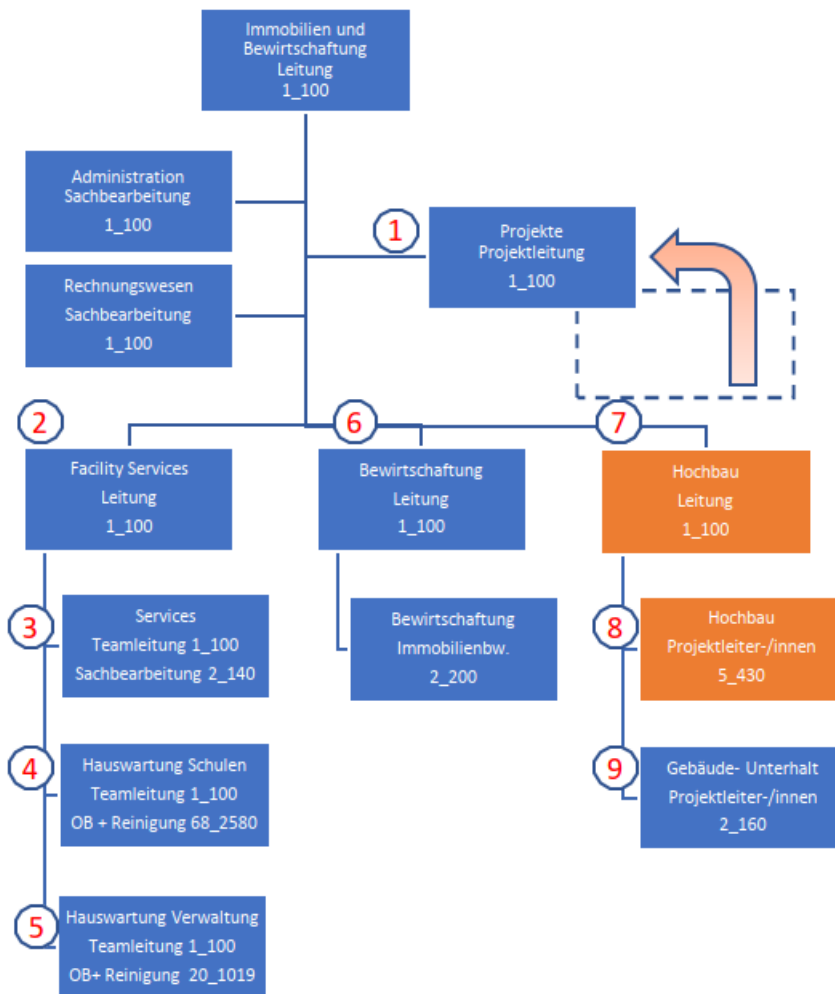 Immobilien und
Bewirtschaftung
Leitung
1_100
Administration
Sachbearbeitung
1_100
1
Projekte
Projektleitung
1_100
Rechnungswesen
Sachbearbeitung
1_100
2
Facility Services
Leitung
1_100
6
Bewirtschaftung
Leitung
1_100
7
Hochbau
Leitung
1_100
3
Services
Teamleitung 1_100
Sachbearbeitung 2_140
Bewirtschaftung
Immobilienbw.
2_200
8
Hochbau
Projektleiter-/innen
5_430
4
Hauswartung Schulen
Teamleitung 1_100
OB + Reinigung 68_2580
9
Gebäude- Unterhalt
Projektleiter-/innen
2_160
5
Hauswartung Verwaltung
Teamleitung 1_100
OB+ Reinigung 20_1019